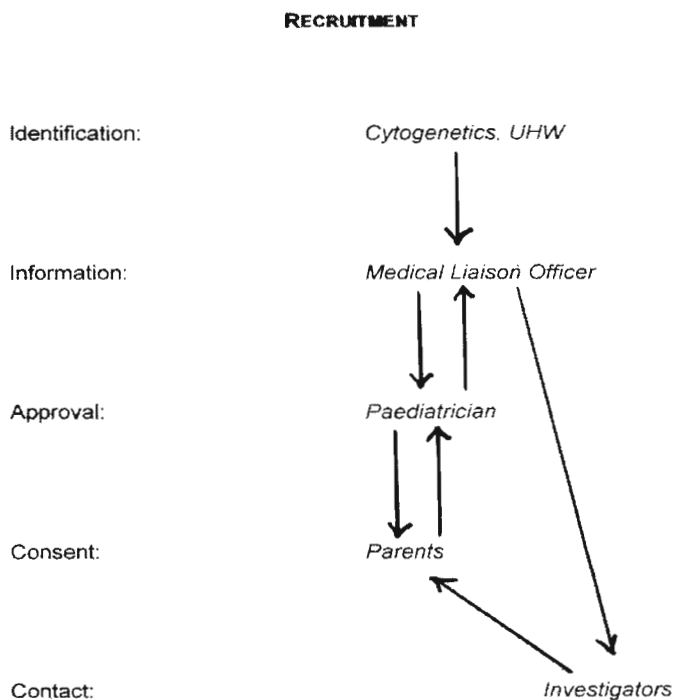 RECRUITMENT
Identification: Cytogenetics, UHW
Information: Medical Liaison Officer
Approval: Paediatrician
Consent: Parents
Contact: Investigators